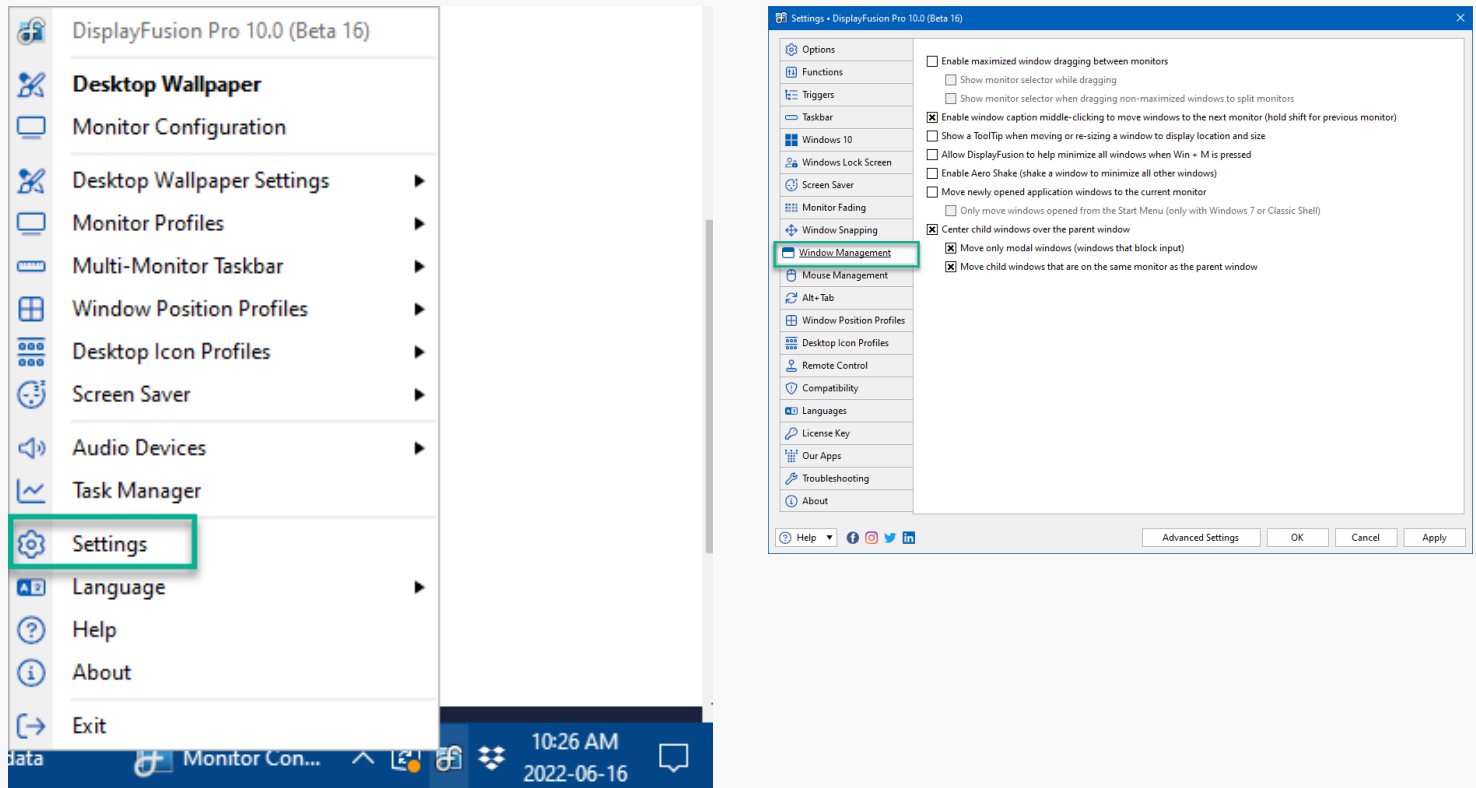 DisplayFusion Pro 10.0 (Beta 16)
Desktop Wallpaper
Monitor Configuration
Desktop Wallpaper Settings
Monitor Profiles
Multi-Monitor Taskbar
Window Position Profiles
Desktop Icon Profiles
Screen Saver
Audio Devices
Task Manager
Settings
Language
Help
About
Exit
data
Monitor Con...
10:26 AM
2022-06-16
Settings • DisplayFusion Pro 10.0 (Beta 16)
Options
Functions
Triggers
Taskbar
Windows 10
Windows Lock Screen
Screen Saver
Monitor Fading
Window Snapping
Window Management
Mouse Management
Alt+Tab
Window Position Profiles
Desktop Icon Profiles
Remote Control
Compatibility
Languages
License Key
Our Apps
Troubleshooting
About
Enable maximized window dragging between monitors
Show monitor selector while dragging
Show monitor selector when dragging non-maximized windows to split monitors
Enable window caption middle-clicking to move windows to the next monitor (hold shift for previous monitor)
Show a ToolTip when moving or re-sizing a window to display location and size
Allow DisplayFusion to help minimize all windows when Win + M is pressed
Enable Aero Shake (shake a window to minimize all other windows)
Move newly opened application windows to the current monitor
Only move windows opened from the Start Menu (only with Windows 7 or Classic Shell)
Center child windows over the parent window
Move only modal windows (windows that block input)
Move child windows that are on the same monitor as the parent window
Help
Advanced Settings
OK
Cancel
Apply